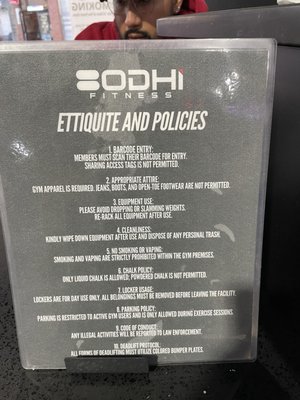 SMOKING
BODHI
FITNESS
ETTIQUITE AND POLICIES
1. BARCODE ENTRY:
MEMBERS MUST SCAN THEIR BARCODE FOR ENTRY.
SHARING ACCESS TAGS IS NOT PERMITTED.
2. APPROPRIATE ATTIRE:
GYM APPAREL IS REQUIRED. JEANS, BOOTS, AND OPEN-TOE FOOTWEAR ARE NOT PERMITTED.
3. EQUIPMENT USE:
PLEASE AVOID DROPPING OR SLAMMING WEIGHTS.
RE-RACK ALL EQUIPMENT AFTER USE.
4. CLEANLINESS:
KINDLY WIPE DOWN EQUIPMENT AFTER USE AND DISPOSE OF ANY PERSONAL TRASH.
5. NO SMOKING OR VAPING:
SMOKING AND VAPING ARE STRICTLY PROHIBITED WITHIN THE GYM PREMISES.
6. CHALK POLICY:
ONLY LIQUID CHALK IS ALLOWED; POWDERED CHALK IS NOT PERMITTED.
7. LOCKER USAGE:
LOCKERS ARE FOR DAY USE ONLY. ALL BELONGINGS MUST BE REMOVED BEFORE LEAVING THE FACILITY.
8. PARKING POLICY:
PARKING IS RESTRICTED TO ACTIVE GYM USERS AND IS ONLY ALLOWED DURING EXERCISE SESSIONS.
9. CODE OF CONDUCT:
ANY ILLEGAL ACTIVITIES WILL BE REPORTED TO LAW ENFORCEMENT.
10. DEADLIFT PROTOCOL:
ALL FORMS OF DEADLIFTING MUST UTILIZE COLORED BUMPER PLATES.